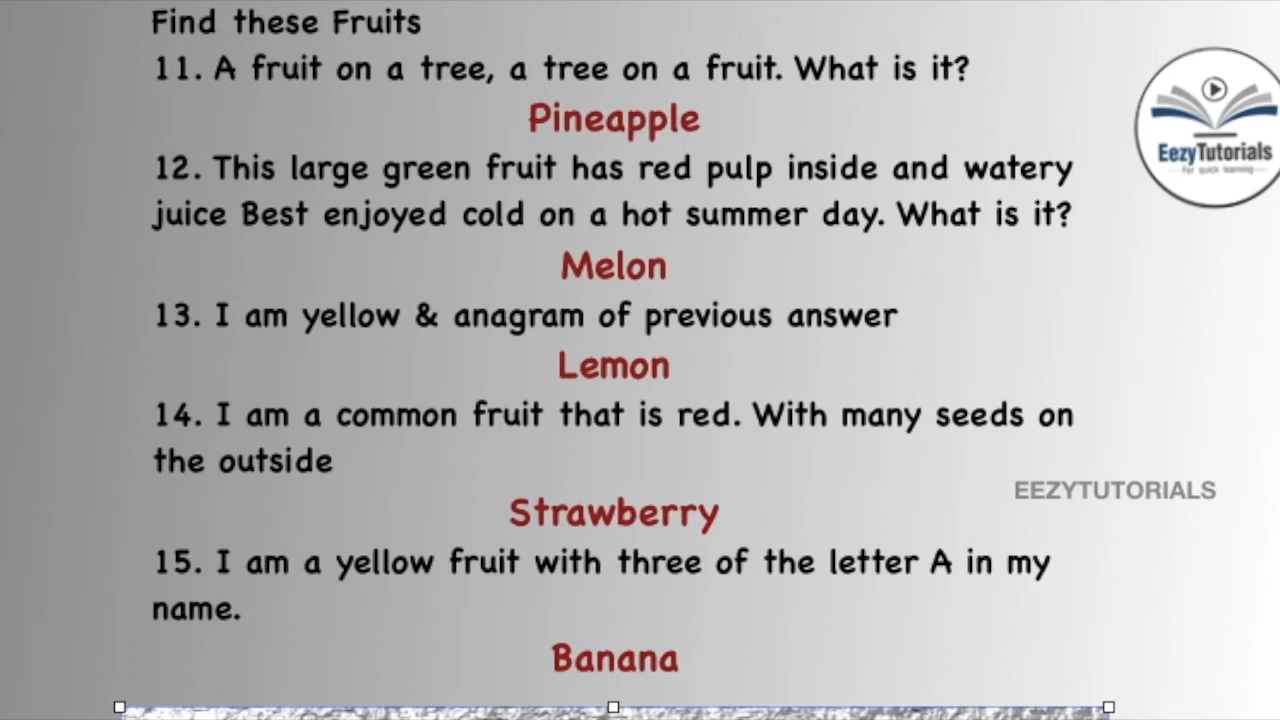 Find these Fruits
11. A fruit on a tree, a tree on a fruit. What is it?
Pineapple
12. This large green fruit has red pulp inside and watery
juice Best enjoyed cold on a hot summer day. What is it?
Melon
13. I am yellow & anagram of previous answer
Lemon
14. I am a common fruit that is red. With many seeds on
the outside
Strawberry
15. I am a yellow fruit with three of the letter A in my
name.
Banana
EezyTutorials
For quick learning
EEZYTUTORIALS